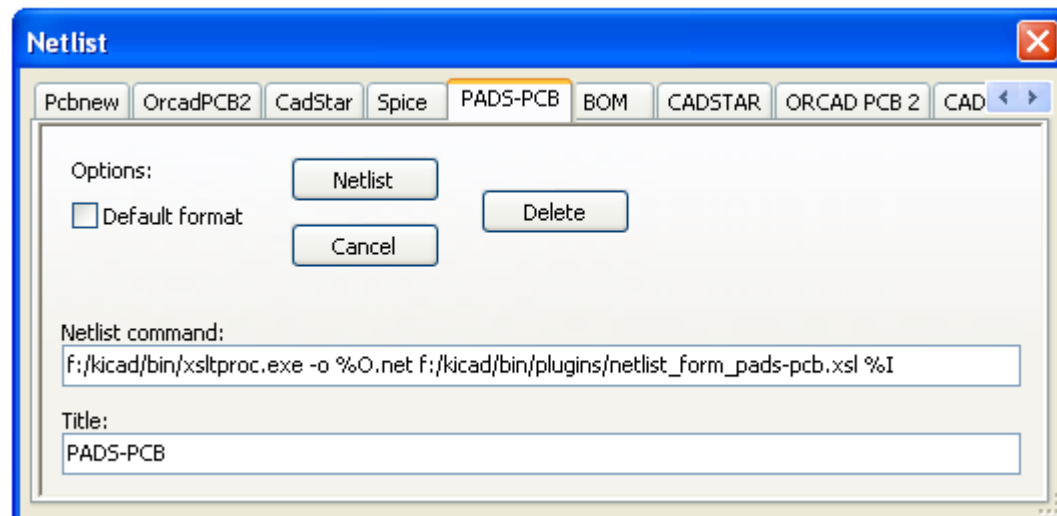 Netlist
Pcbnew OrcadPCB2 CadStar Spice PADS-PCB BOM CADSTAR ORCAD PCB 2 CAD
Options:
Netlist
Default format
Delete
Cancel
Netlist command:
f:/kicad/bin/xsltproc.exe -o %O.net f:/kicad/bin/plugins/netlist_form_pads-pcb.xsl %I
Title:
PADS-PCB